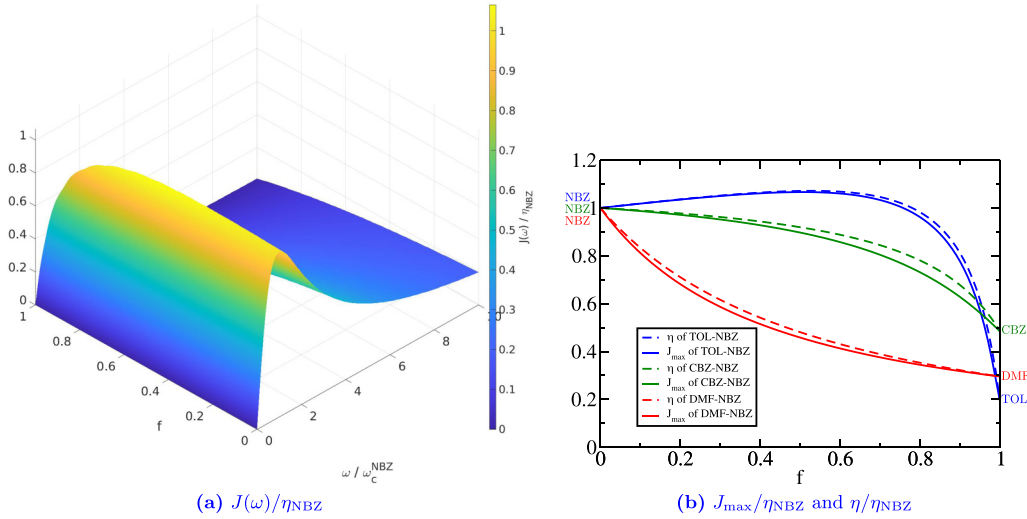 1
0.8
0.6
0.4
0.2
0
1
0.8
0.6
0.4
0.2
0
f
0
2
4
6
8
ω / ω_c^NBZ
1
0.9
0.8
0.7
0.6
0.5
0.4
0.3
0.2
0.1
0
J(ω) / η_NBZ
(a) J(ω)/η_NBZ
1.2
1
0.8
0.6
0.4
0.2
0
NBZ
NBZ
NBZ
CBZ
DMF
TOL
η of TOL-NBZ
J_max of TOL-NBZ
η of CBZ-NBZ
J_max of CBZ-NBZ
η of DMF-NBZ
J_max of DMF-NBZ
0
0.2
0.4
0.6
0.8
1
f
(b) J_max/η_NBZ and η/η_NBZ